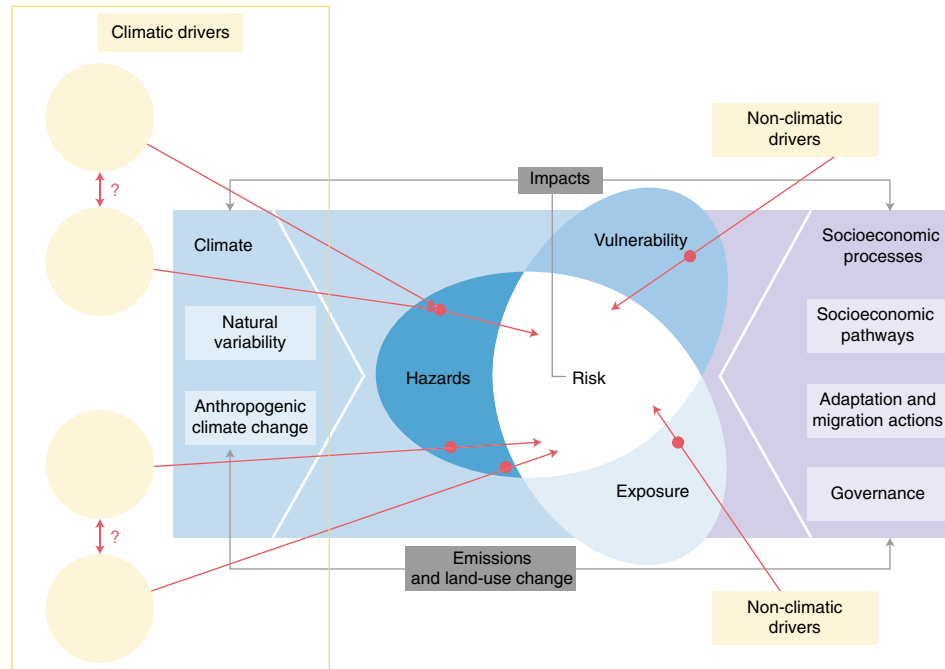 Climatic drivers
Non-climatic
drivers
Impacts
?
Climate
Vulnerability
Socioeconomic
processes
Natural
variability
Socioeconomic
pathways
Hazards
Risk
Anthropogenic
climate change
Adaptation and
migration actions
Exposure
Governance
?
Emissions
and land-use change
Non-climatic
drivers